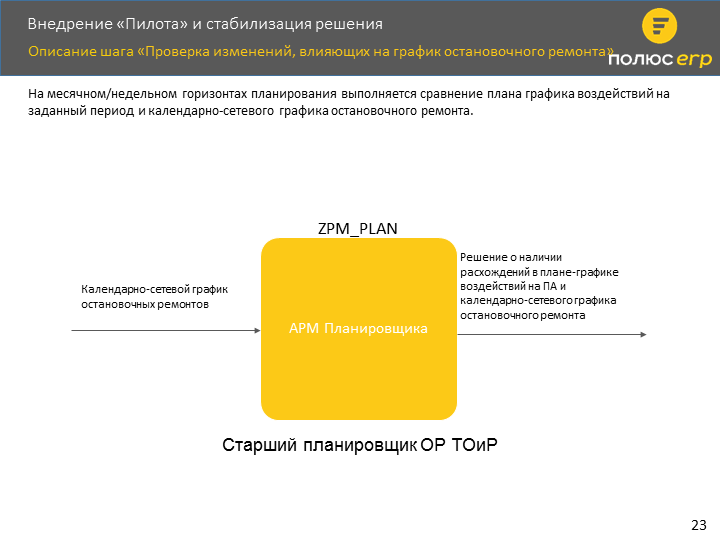 Внедрение «Пилота» и стабилизация решения
Описание шага «Проверка изменений, влияющих на график остановочного ремонта»
ПОЛЮС егр
На месячном/недельном горизонтах планирования выполняется сравнение плана графика воздействий на
заданный период и календарно-сетевого графика остановочного ремонта.
ZPM_PLAN
Календарно-сетевой график
остановочных ремонтов
АРМ Планировщика
Решение о наличии
расхождений в плане-графике
воздействий на ПА и
календарно-сетевого графика
остановочного ремонта
Старший планировщик ОР ТОиР
23